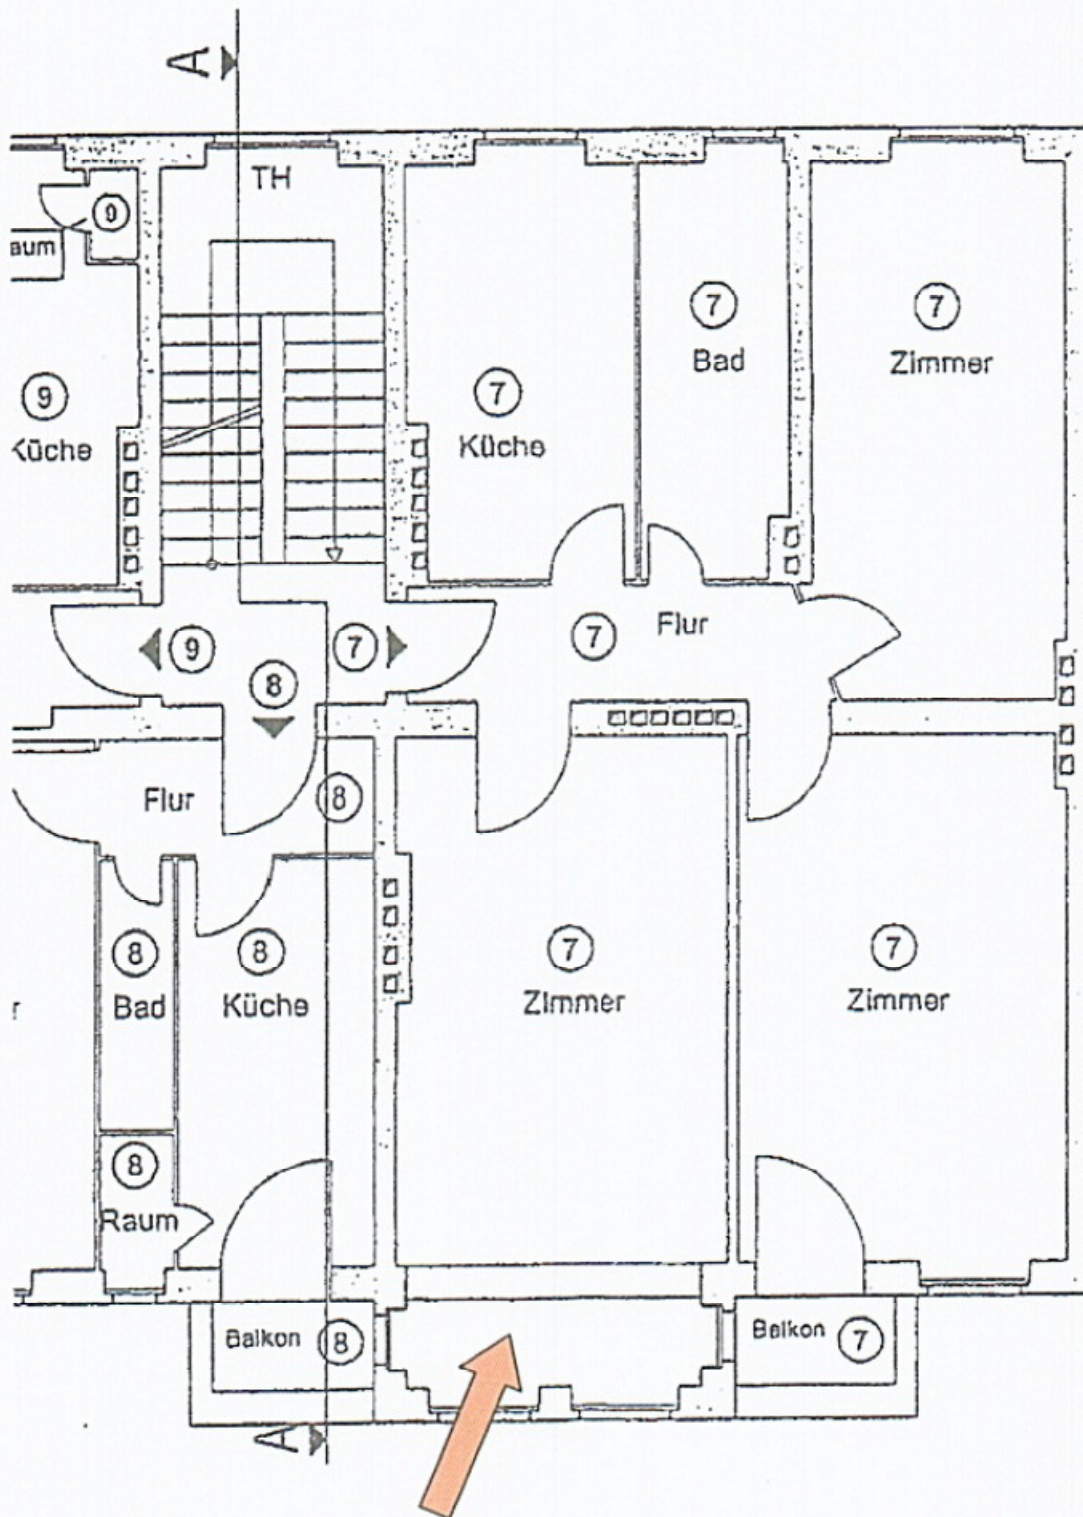 A
TH
9
aum
9
Küche
7
Küche
7
Bad
7
Zimmer
9
8
7
7
Flur
Flur
8
8
Bad
8
Küche
7
Zimmer
7
Zimmer
8
Raum
r
Balkon 8
Balkon 7
A